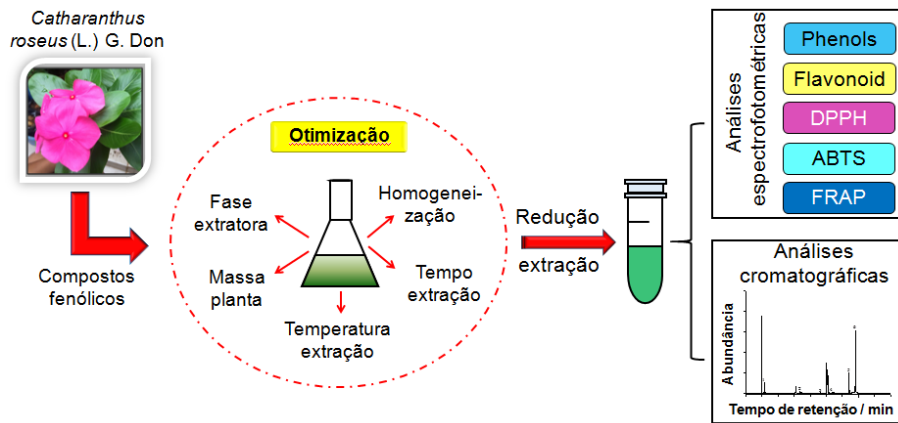 Catharanthus
roseus (L.) G. Don
Compostos
fenólicos
Otimização
Fase
extratora
Homogenei-
zação
Massa
planta
Tempo
extração
Temperatura
extração
Redução
extração
Análises
espectrofotométricas
Phenols
Flavonoid
DPPH
ABTS
FRAP
Análises
cromatográficas
Abundância
Tempo de retenção / min